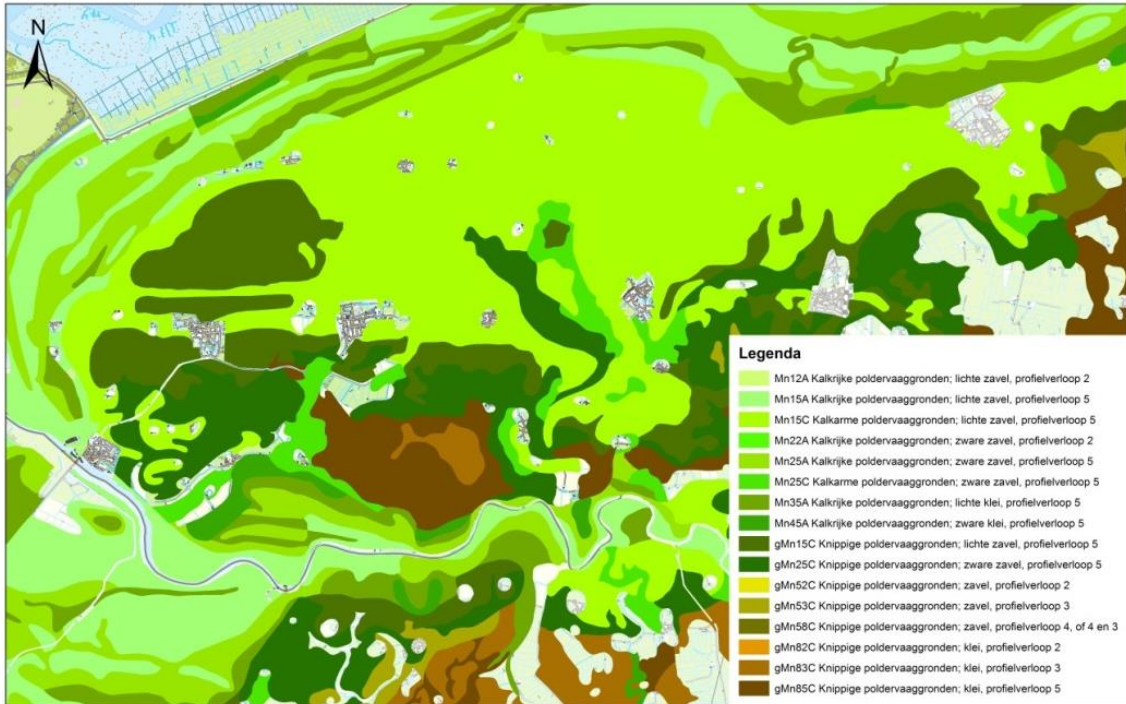 N
Legenda
Mn12A Kalkrijke poldervaaggronden; lichte zavel, profielverloop 2
Mn15A Kalkrijke poldervaaggronden; lichte zavel, profielverloop 5
Mn15C Kalkarme poldervaaggronden; lichte zavel, profielverloop 5
Mn22A Kalkrijke poldervaaggronden; zware zavel, profielverloop 2
Mn25A Kalkrijke poldervaaggronden; zware zavel, profielverloop 5
Mn25C Kalkarme poldervaaggronden; zware zavel, profielverloop 5
Mn35A Kalkrijke poldervaaggronden; lichte klei, profielverloop 5
Mn45A Kalkrijke poldervaaggronden; zware klei, profielverloop 5
gMn15C Knippige poldervaaggronden; lichte zavel, profielverloop 5
gMn25C Knippige poldervaaggronden; zware zavel, profielverloop 5
gMn52C Knippige poldervaaggronden; zavel, profielverloop 2
gMn53C Knippige poldervaaggronden; zavel, profielverloop 3
gMn58C Knippige poldervaaggronden; zavel, profielverloop 4, of 4 en 3
gMn82C Knippige poldervaaggronden; klei, profielverloop 2
gMn83C Knippige poldervaaggronden; klei, profielverloop 3
gMn85C Knippige poldervaaggronden; klei, profielverloop 5